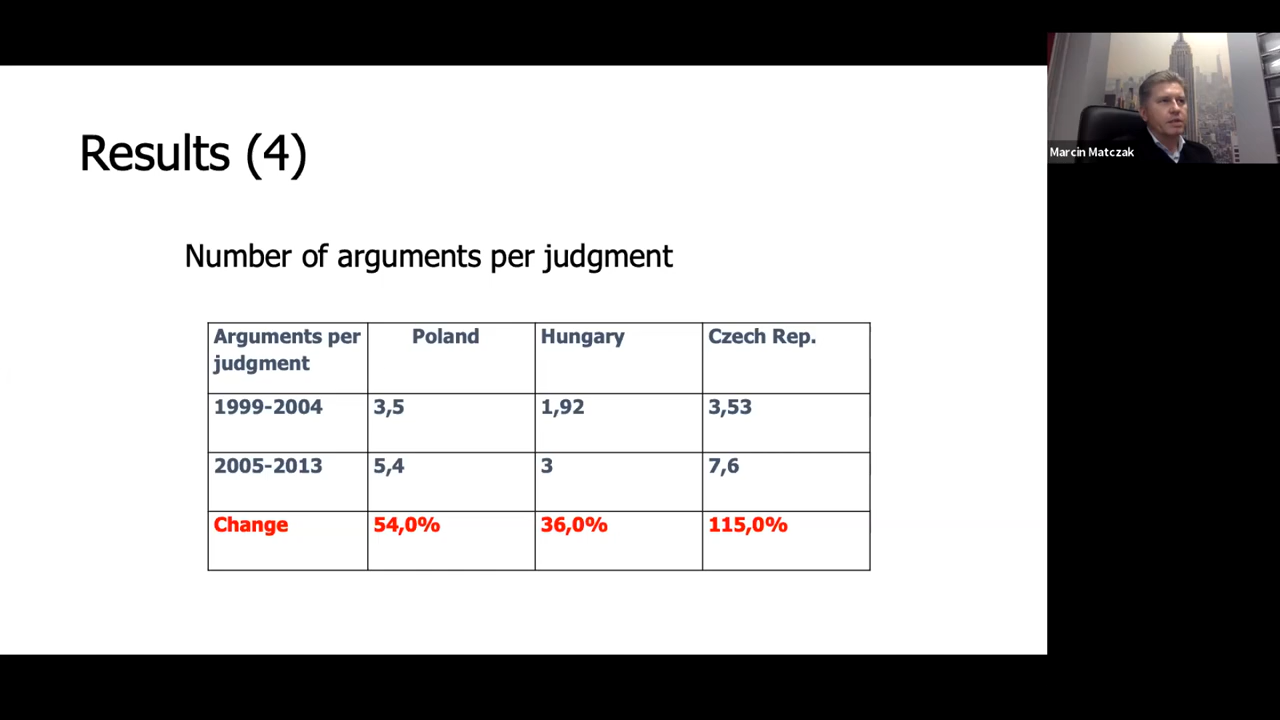 Results (4)
Number of arguments per judgment
Arguments per
judgment
Poland
Hungary
Czech Rep.
1999-2004
3,5
1,92
3,53
2005-2013
5,4
3
7,6
Change
54,0%
36,0%
115,0%
Marcin Matczak